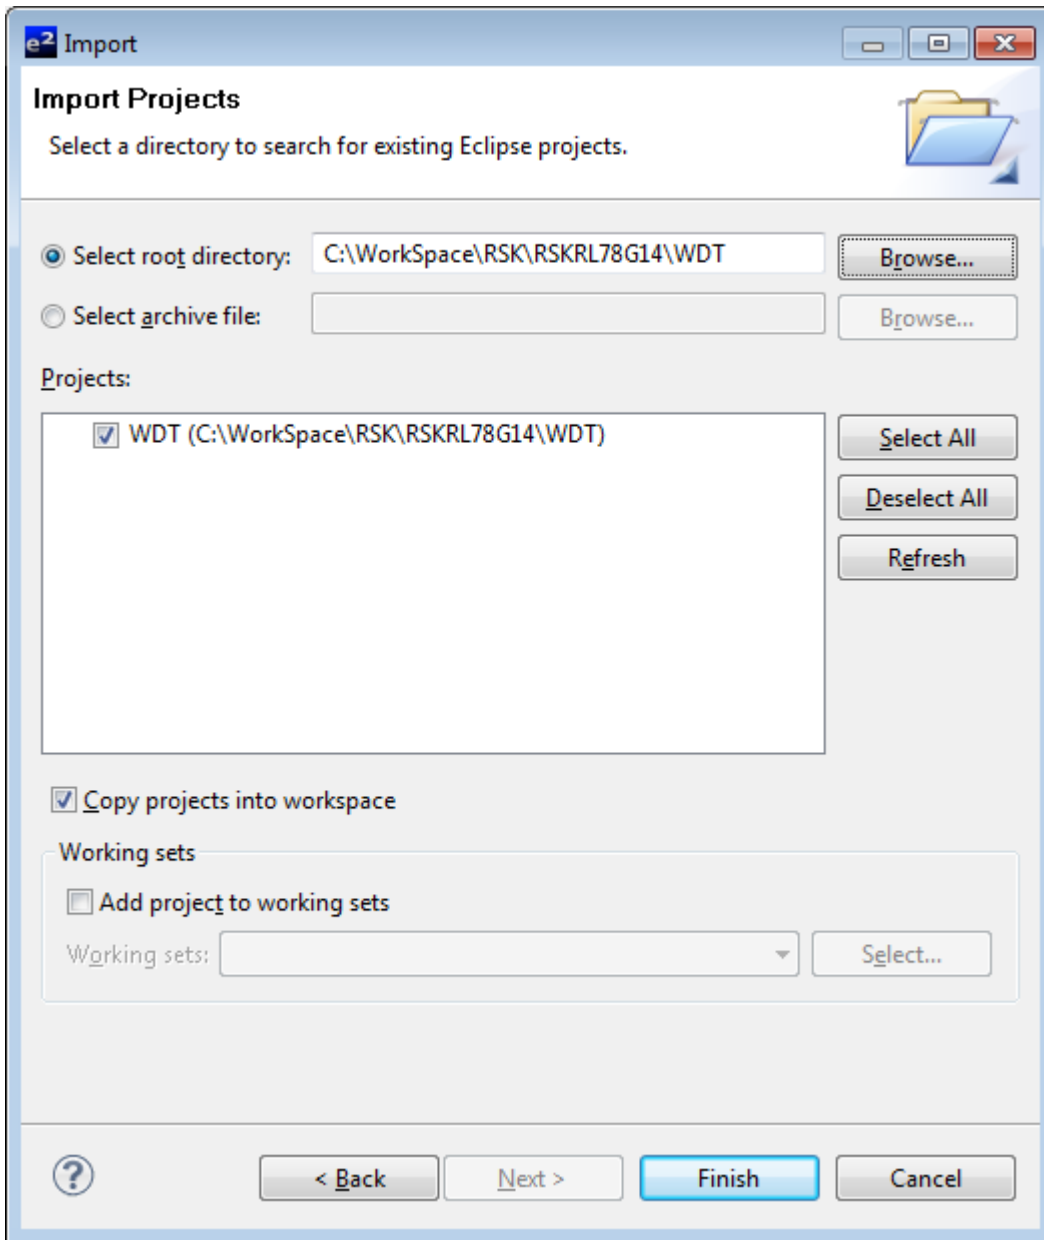 e² Import
Import Projects
Select a directory to search for existing Eclipse projects.
Select root directory: C:\WorkSpace\RSK\RSKRL78G14\WDT Browse...
Select archive file: Browse...
Projects:
WDT (C:\WorkSpace\RSK\RSKRL78G14\WDT) Select All
Deselect All
Refresh
Copy projects into workspace
Working sets
Add project to working sets
Working sets: Select...
? < Back Next > Finish Cancel